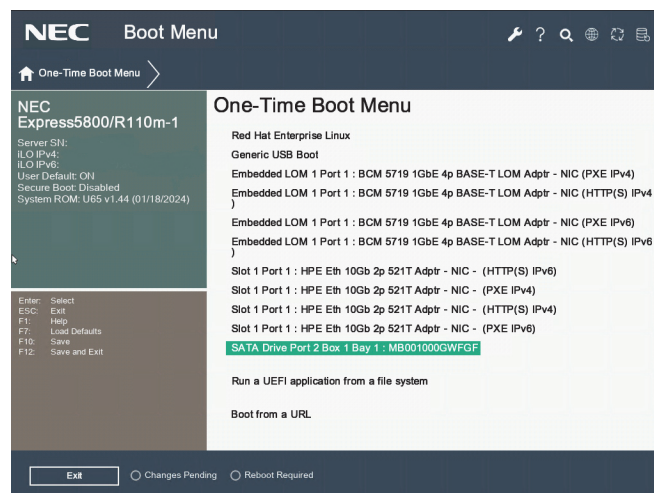 NEC Boot Menu
One-Time Boot Menu
NEC
Express5800/R110m-1
Server SN:
iLO IPv4:
iLO IPv6:
User Default: ON
Secure Boot: Disabled
System ROM: U65 v1.44 (01/18/2024)
Enter: Select
ESC: Exit
F1: Help
F7: Load Defaults
F10: Save
F12: Save and Exit
One-Time Boot Menu
Red Hat Enterprise Linux
Generic USB Boot
Embedded LOM 1 Port 1 : BCM 5719 1GbE 4p BASE-T LOM Adptr - NIC (PXE IPv4)
Embedded LOM 1 Port 1 : BCM 5719 1GbE 4p BASE-T LOM Adptr - NIC (HTTP(S) IPv4
)
Embedded LOM 1 Port 1 : BCM 5719 1GbE 4p BASE-T LOM Adptr - NIC (PXE IPv6)
Embedded LOM 1 Port 1 : BCM 5719 1GbE 4p BASE-T LOM Adptr - NIC (HTTP(S) IPv6
)
Slot 1 Port 1 : HPE Eth 10Gb 2p 521T Adptr - NIC - (HTTP(S) IPv6)
Slot 1 Port 1 : HPE Eth 10Gb 2p 521T Adptr - NIC - (PXE IPv4)
Slot 1 Port 1 : HPE Eth 10Gb 2p 521T Adptr - NIC - (HTTP(S) IPv4)
Slot 1 Port 1 : HPE Eth 10Gb 2p 521T Adptr - NIC - (PXE IPv6)
SATA Drive Port 2 Box 1 Bay 1 : MB001000GWFGF
Run a UEFI application from a file system
Boot from a URL
Exit Changes Pending Reboot Required